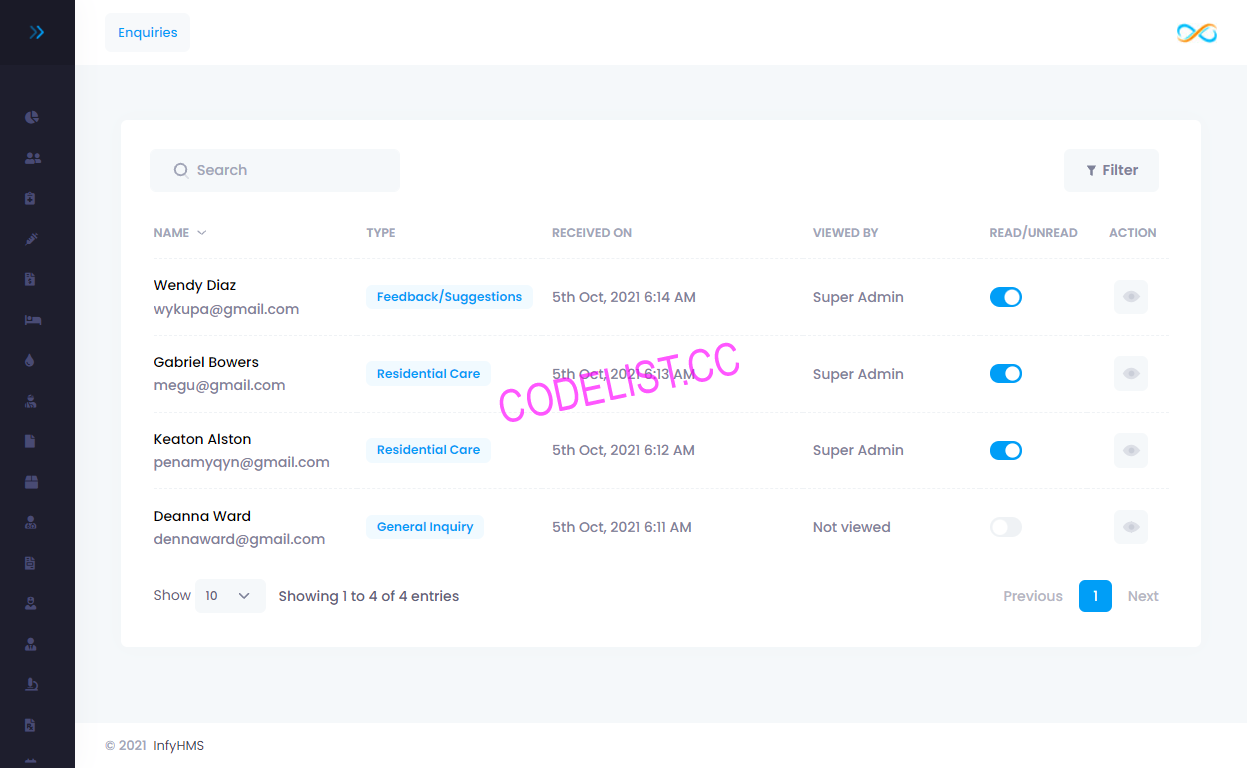 Enquiries
Search
Filter
NAME TYPE RECEIVED ON VIEWED BY READ/UNREAD ACTION
Wendy Diaz
wykupa@gmail.com
Feedback/Suggestions 5th Oct, 2021 6:14 AM Super Admin
Gabriel Bowers
megu@gmail.com
Residential Care 5th Oct, 2021 6:13 AM Super Admin
CODELIST.CC
Keaton Alston
penamyqyn@gmail.com
Residential Care 5th Oct, 2021 6:12 AM Super Admin
Deanna Ward
dennaward@gmail.com
General Inquiry 5th Oct, 2021 6:11 AM Not viewed
Show 10 Showing 1 to 4 of 4 entries Previous 1 Next
© 2021 InfyHMS